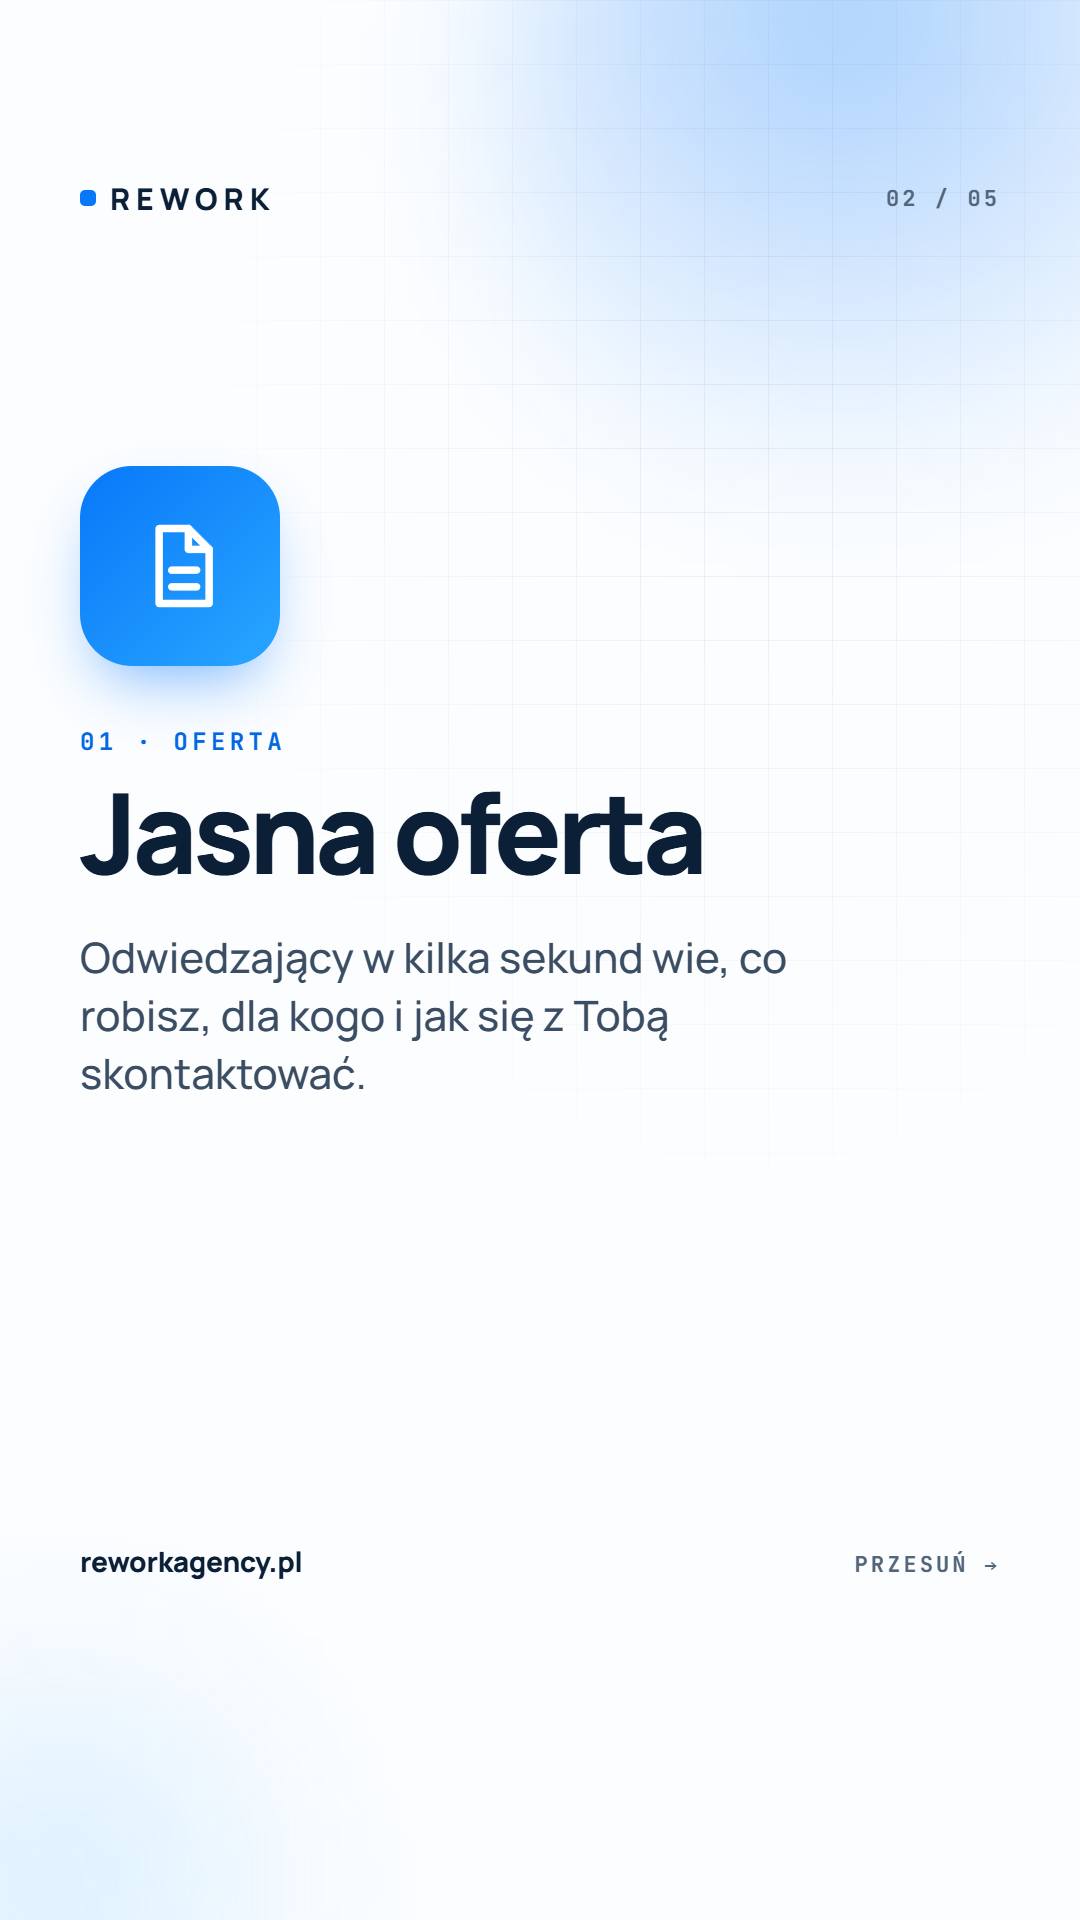 REWORK
02 / 05
01 · OFERTA
Jasna oferta
Odwiedzający w kilka sekund wie, co
robisz, dla kogo i jak się z Tobą
skontaktować.
reworkagency.pl
PRZESUŃ →